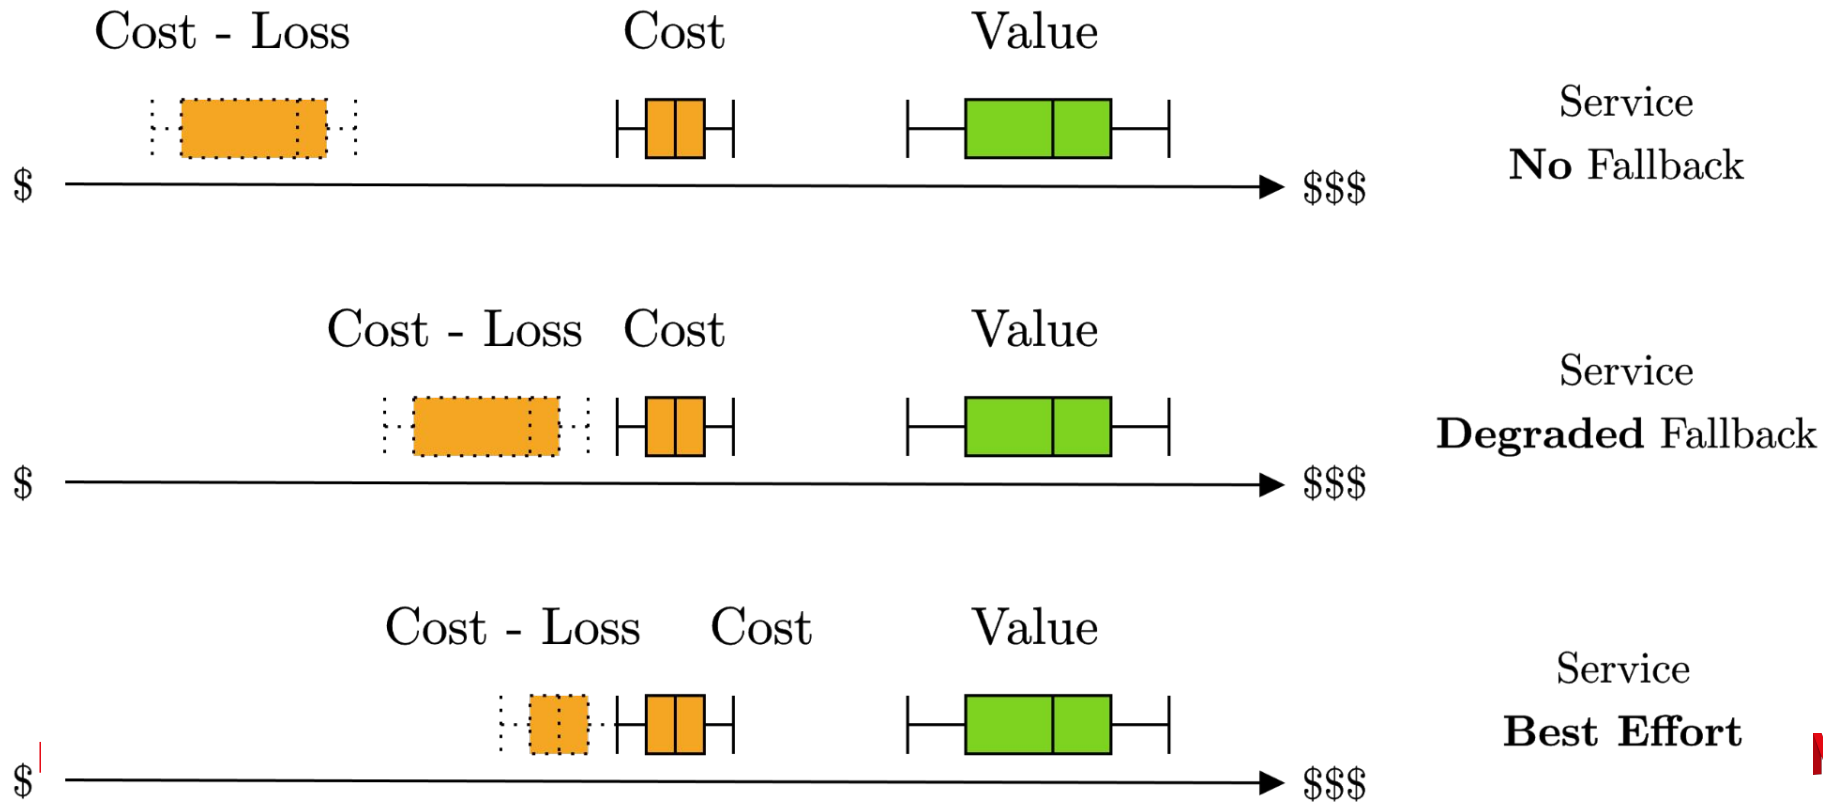 Cost - Loss Cost Value
Service
No Fallback
$ $$$
Cost - Loss Cost Value
Service
Degraded Fallback
$ $$$
Cost - Loss Cost Value
Service
Best Effort
$ $$$